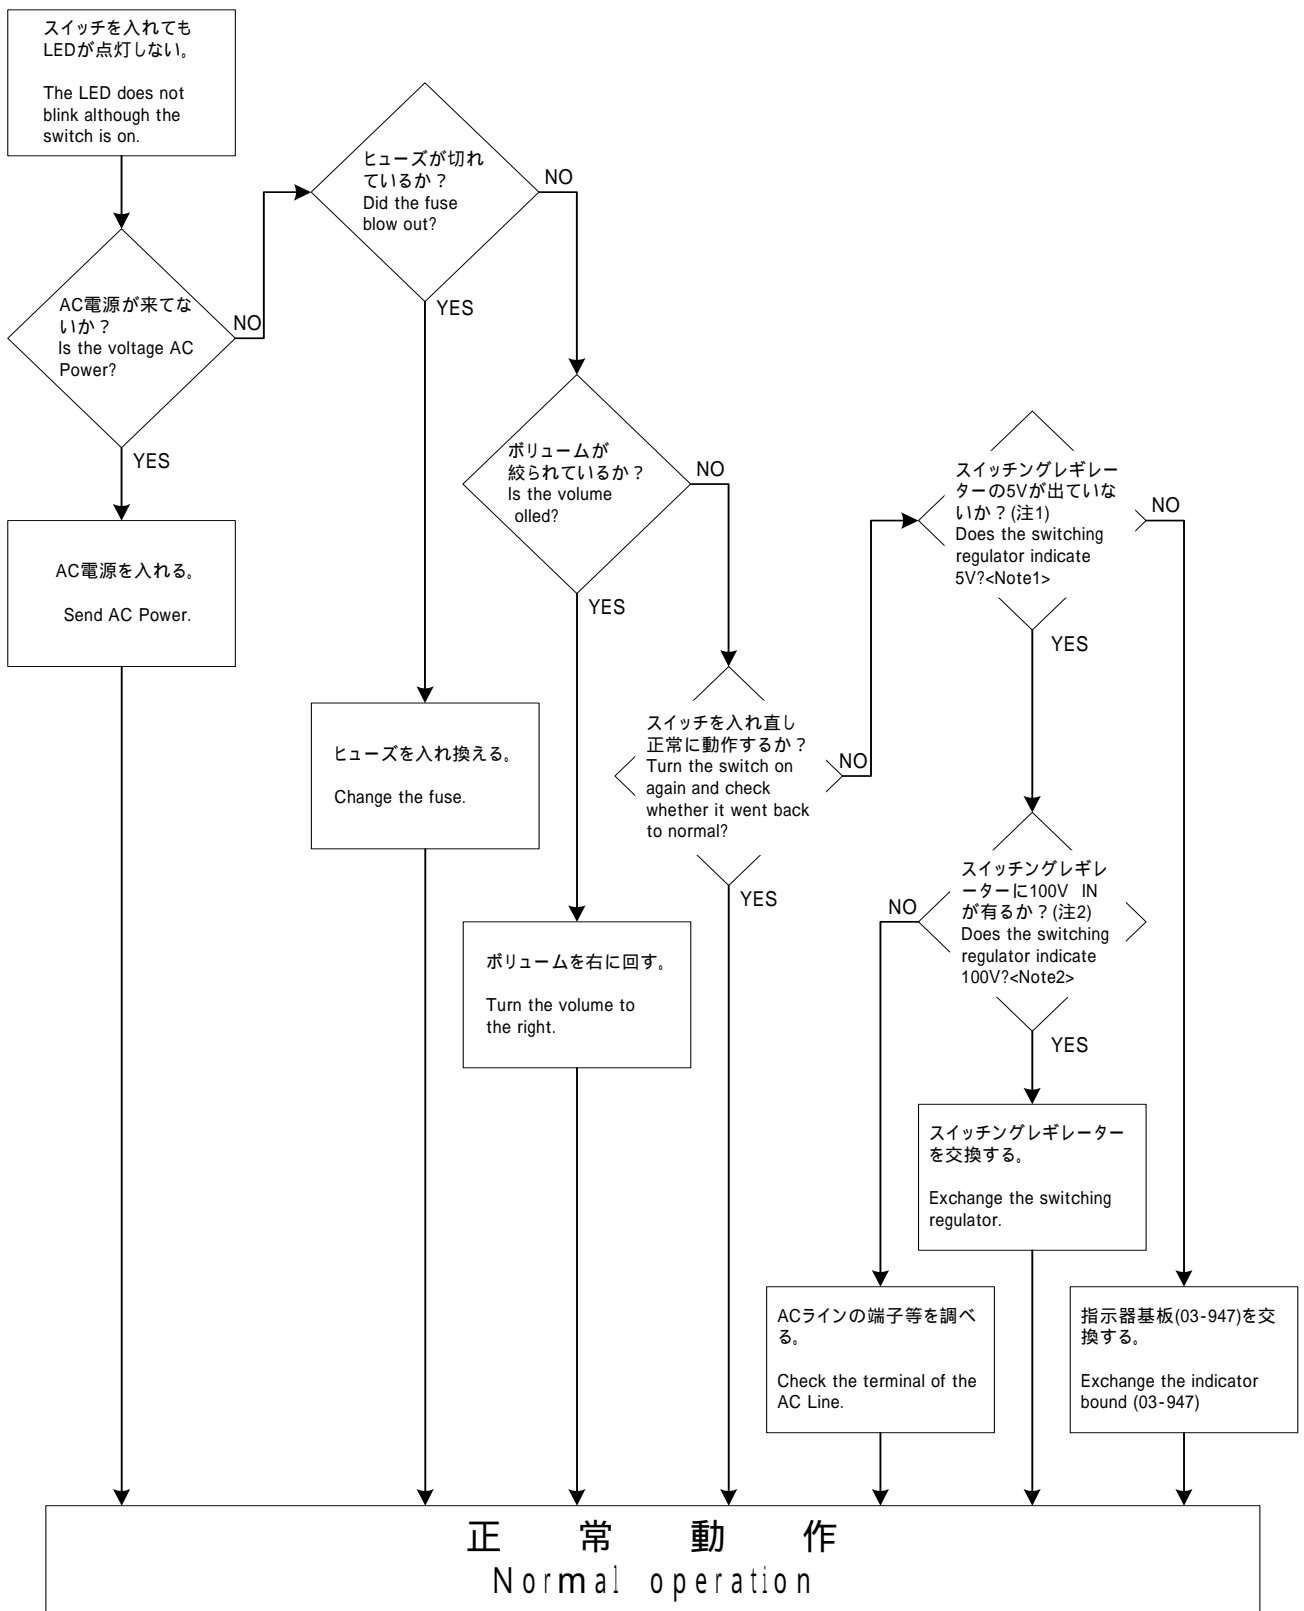 スイッチを入れても
LEDが点灯しない。
The LED does not
blink although the
switch is on.
AC電源が来てな
いか？
Is the voltage AC
Power?
NO
YES
AC電源を入れる。
Send AC Power.
ヒューズが切れ
ているか？
Did the fuse
blow out?
NO
YES
ヒューズを入れ換える。
Change the fuse.
ボリュームが
絞られているか？
Is the volume
olled?
NO
YES
ボリュームを右に回す。
Turn the volume to
the right.
スイッチを入れ直し
正常に動作するか？
Turn the switch on
again and check
whether it went back
to normal?
NO
YES
スイッチングレギレー
ターの5Vが出ていな
いか？(注1)
Does the switching
regulator indicate
5V?<Note1>
NO
YES
スイッチングレギレ
ーターに100V IN
が有るか？(注2)
Does the switching
regulator indicate
100V?<Note2>
NO
YES
スイッチングレギレーター
を交換する。
Exchange the switching
regulator.
ACラインの端子等を調べ
る。
Check the terminal of the
AC Line.
指示器基板(03-947)を交
換する。
Exchange the indicator
bound (03-947)
正常動作
Normal operation